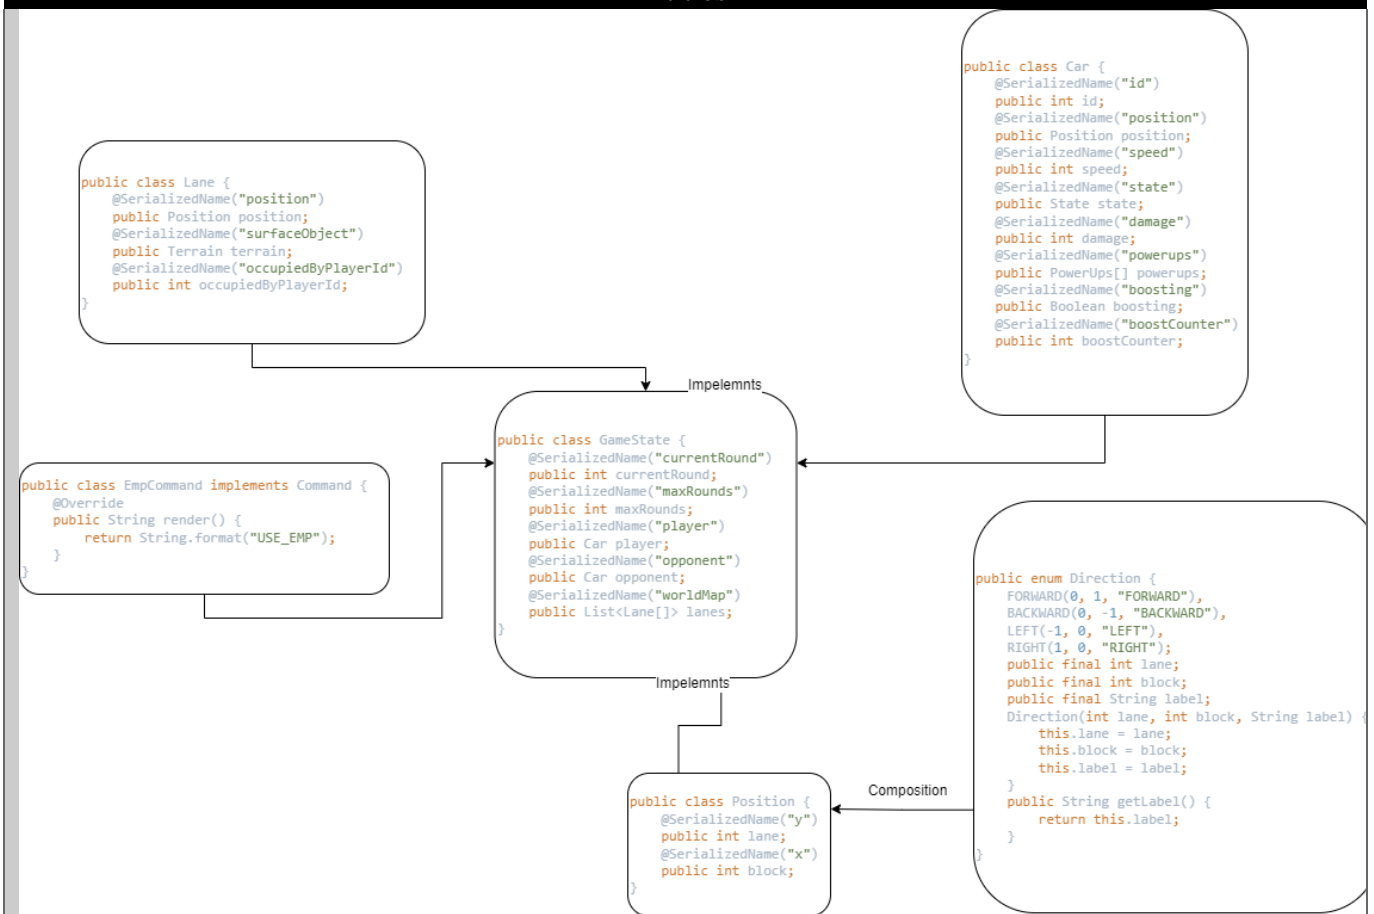 public class Car {
@SerializedName("id")
public int id;
@SerializedName("position")
public Position position;
@SerializedName("speed")
public int speed;
@SerializedName("state")
public State state;
@SerializedName("damage")
public int damage;
@SerializedName("powerups")
public PowerUps[] powerups;
@SerializedName("boosting")
public Boolean boosting;
@SerializedName("boostCounter")
public int boostCounter;
}
public class Lane {
@SerializedName("position")
public Position position;
@SerializedName("surfaceObject")
public Terrain terrain;
@SerializedName("occupiedByPlayerId")
public int occupiedByPlayerId;
}
Impelemnts
public class GameState {
@SerializedName("currentRound")
public int currentRound;
@SerializedName("maxRounds")
public int maxRounds;
@SerializedName("player")
public Car player;
@SerializedName("opponent")
public Car opponent;
@SerializedName("worldMap")
public List<Lane[]> lanes;
}
public class EmpCommand implements Command {
@Override
public String render() {
return String.format("USE_EMP");
}
}
Impelemnts
public enum Direction {
FORWARD(0, 1, "FORWARD"),
BACKWARD(0, -1, "BACKWARD"),
LEFT(-1, 0, "LEFT"),
RIGHT(1, 0, "RIGHT");
public final int lane;
public final int block;
public final String label;
Direction(int lane, int block, String label) {
this.lane = lane;
this.block = block;
this.label = label;
}
public String getLabel() {
return this.label;
}
}
Composition
public class Position {
@SerializedName("y")
public int lane;
@SerializedName("x")
public int block;
}